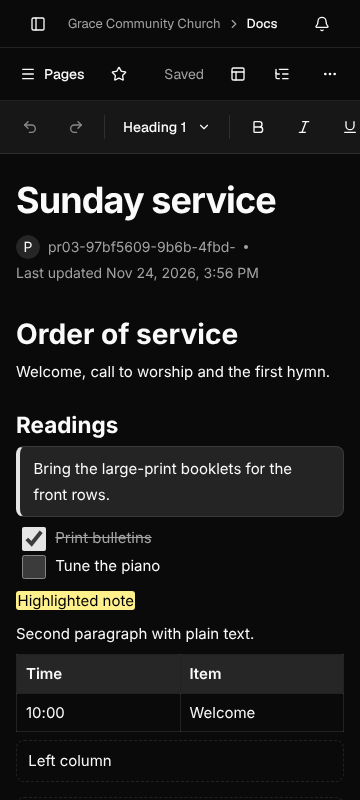 Grace Community Church > Docs
Pages Saved
Heading 1 B I U
Sunday service
P pr03-97bf5609-9b6b-4fbd- •
Last updated Nov 24, 2026, 3:56 PM
Order of service
Welcome, call to worship and the first hymn.
Readings
Bring the large-print booklets for the
front rows.
Print bulletins
Tune the piano
Highlighted note
Second paragraph with plain text.
Time Item
10:00 Welcome
Left column